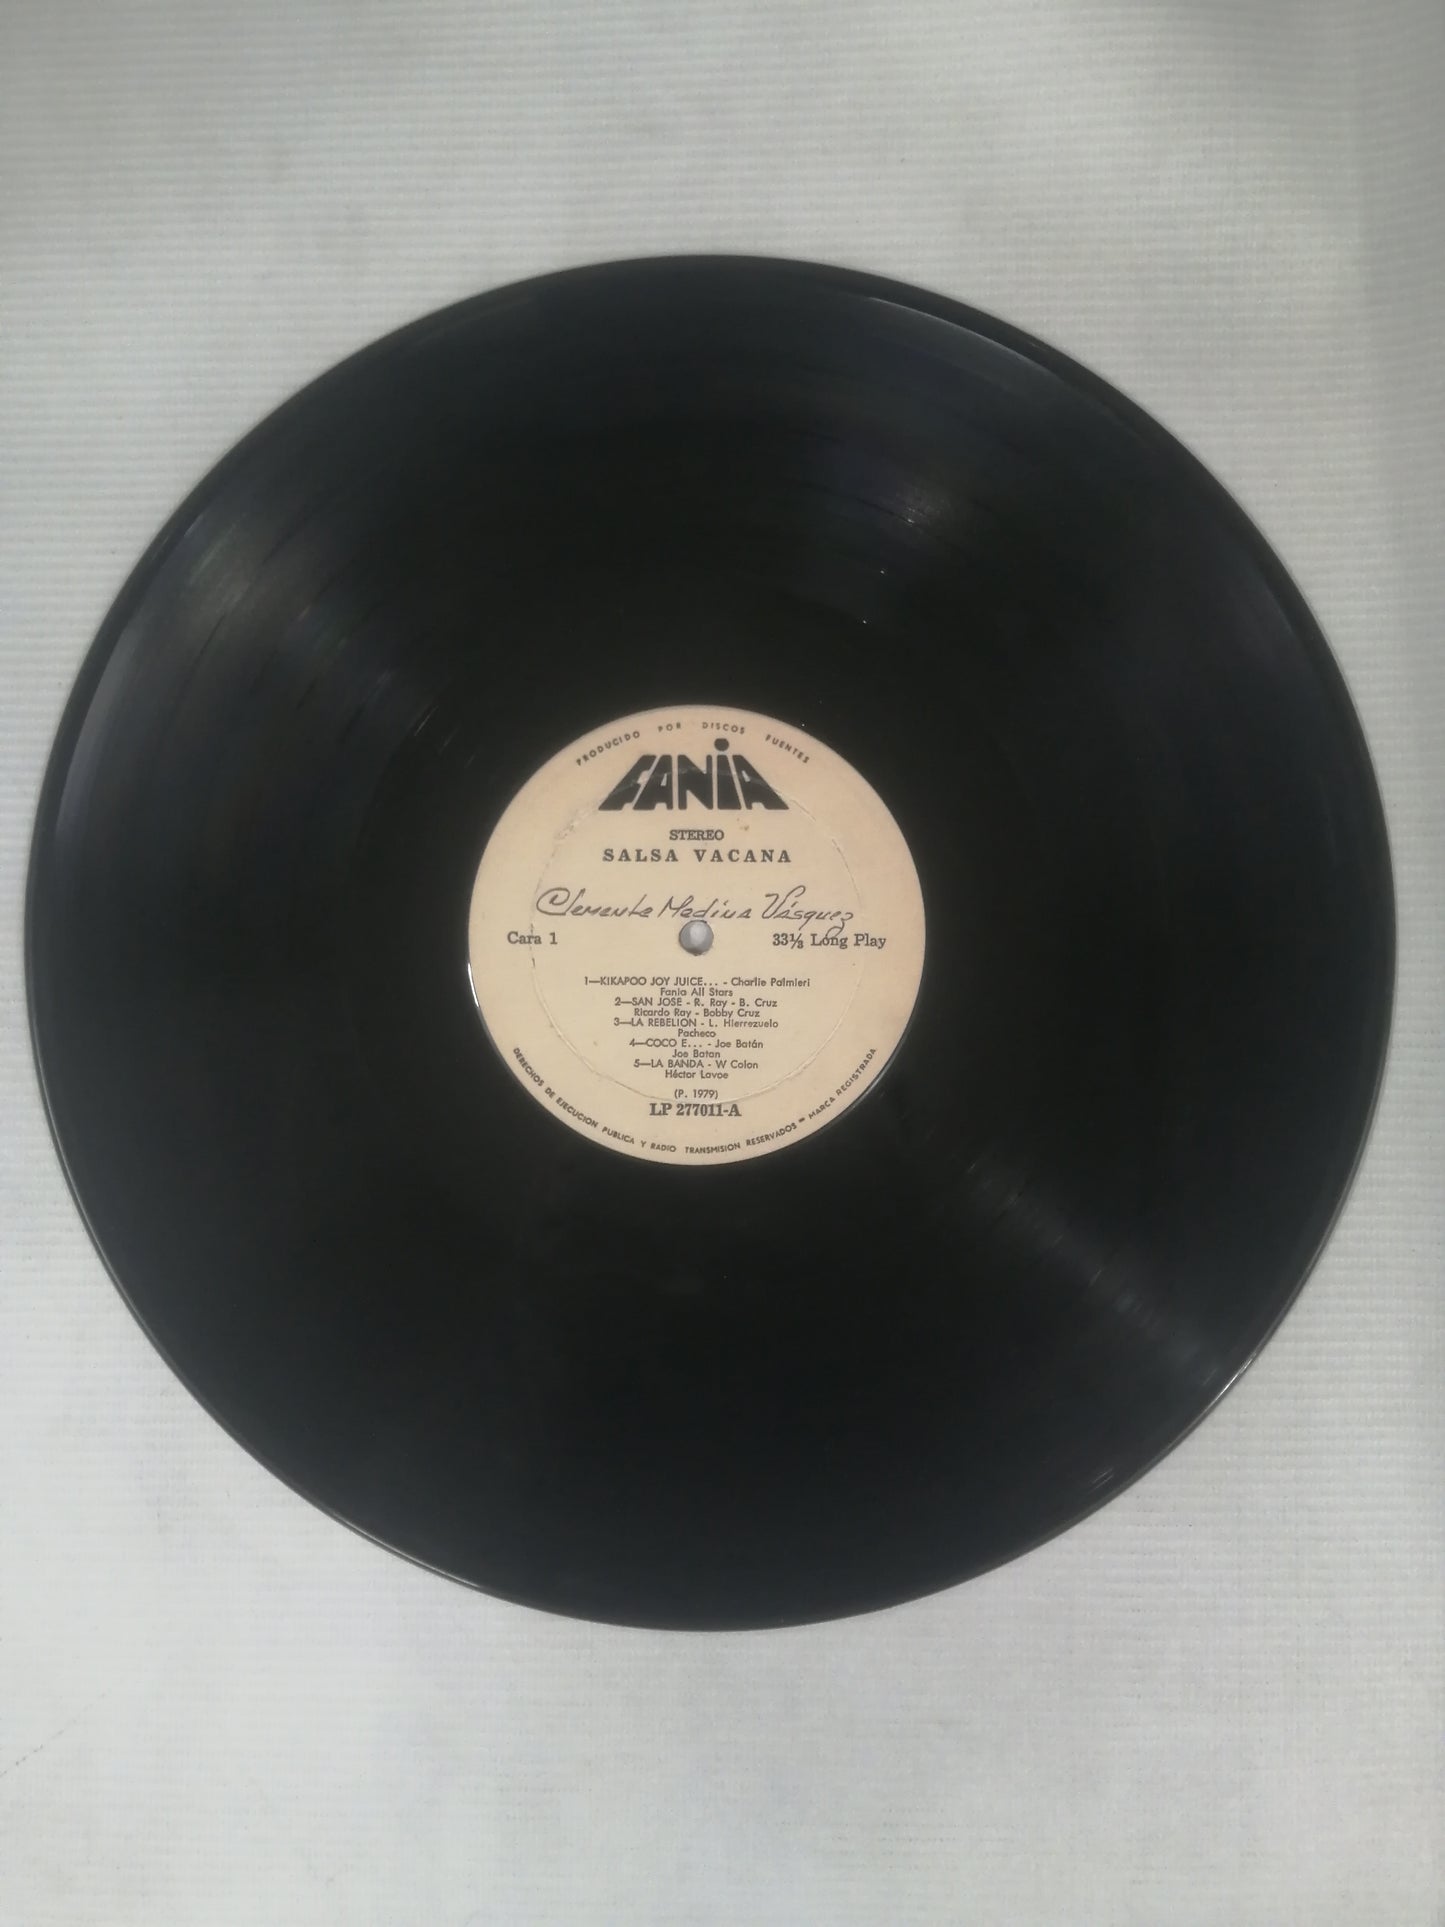 PRODUCIDO POR DISCOS FUENTES
FANIA
STEREO
SALSA VACANA
Clemente Medina Vásquez
Cara 1
33⅓ Long Play
1—KIKAPOO JOY JUICE... - Charlie Palmieri
Fania All Stars
2—SAN JOSE - R. Ray - B. Cruz
Ricardo Ray - Bobby Cruz
3—LA REBELION - L. Hierrezuelo
Pacheco
4—COCO E... - Joe Batán
Joe Batan
5—LA BANDA - W Colon
Héctor Lavoe
(P. 1979)
LP 277011-A
DERECHOS DE EJECUCION PUBLICA Y RADIO TRANSMISION RESERVADOS = MARCA REGISTRADA